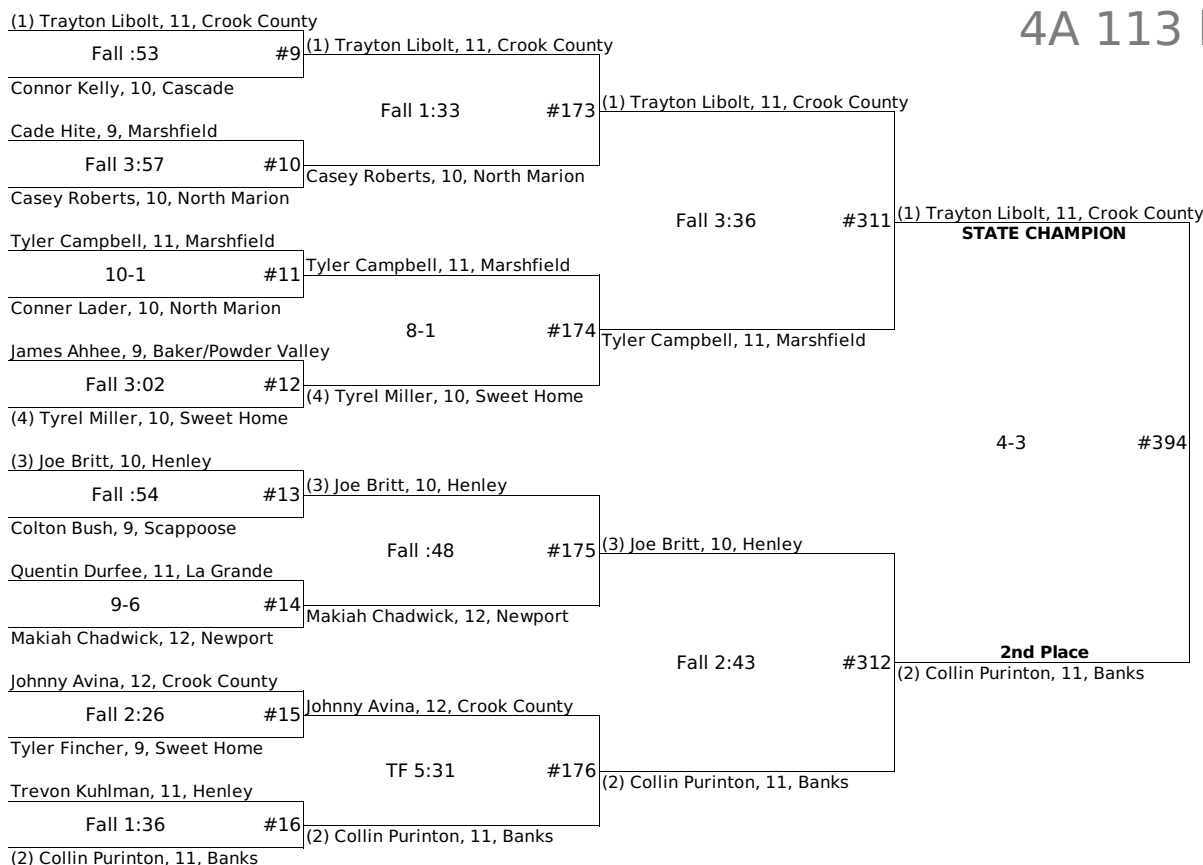 4A 113
(1) Trayton Libolt, 11, Crook County
Fall :53 #9
Connor Kelly, 10, Cascade
Cade Hite, 9, Marshfield
Fall 3:57 #10
Casey Roberts, 10, North Marion
Tyler Campbell, 11, Marshfield
10-1 #11
Conner Lader, 10, North Marion
James Ahhee, 9, Baker/Powder Valley
Fall 3:02 #12
(4) Tyrel Miller, 10, Sweet Home
(3) Joe Britt, 10, Henley
Fall :54 #13
Colton Bush, 9, Scappoose
Quentin Durfee, 11, La Grande
9-6 #14
Makiah Chadwick, 12, Newport
Johnny Avina, 12, Crook County
Fall 2:26 #15
Tyler Fincher, 9, Sweet Home
Trevon Kuhlman, 11, Henley
Fall 1:36 #16
(2) Collin Purinton, 11, Banks
(1) Trayton Libolt, 11, Crook County
Fall 1:33 #173
Casey Roberts, 10, North Marion
Tyler Campbell, 11, Marshfield
8-1 #174
(4) Tyrel Miller, 10, Sweet Home
(3) Joe Britt, 10, Henley
Fall :48 #175
Makiah Chadwick, 12, Newport
Johnny Avina, 12, Crook County
TF 5:31 #176
(2) Collin Purinton, 11, Banks
(1) Trayton Libolt, 11, Crook County
Fall 3:36 #311
Tyler Campbell, 11, Marshfield
(3) Joe Britt, 10, Henley
Fall 2:43 #312
(2) Collin Purinton, 11, Banks
(1) Trayton Libolt, 11, Crook County
STATE CHAMPION
4-3 #394
2nd Place
(2) Collin Purinton, 11, Banks